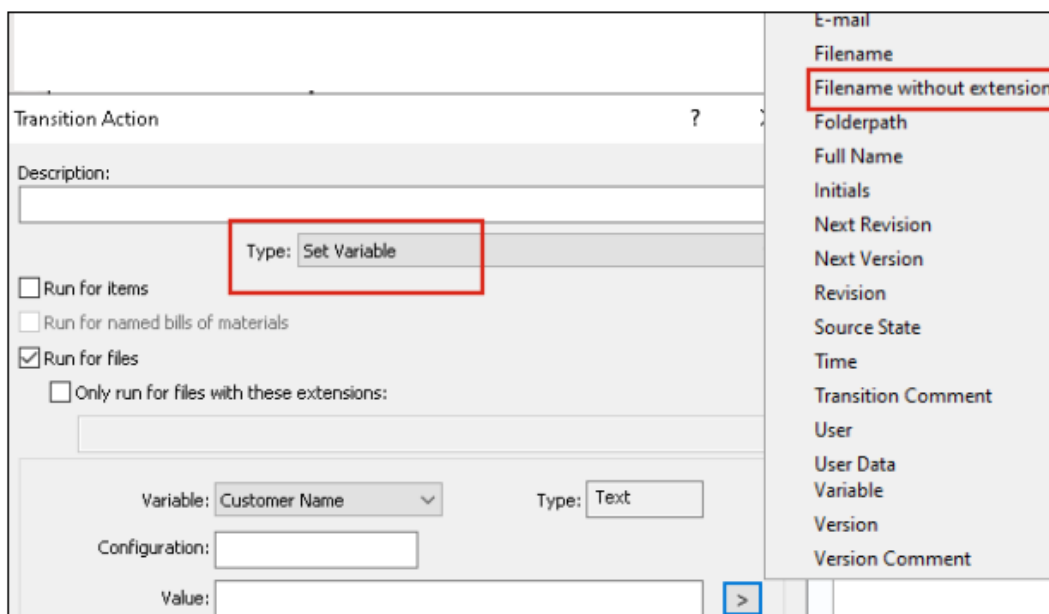 Transition Action
?
Description:
Type: Set Variable
Run for items
Run for named bills of materials
Run for files
Only run for files with these extensions:
Variable: Customer Name
Type: Text
Configuration:
Value:
>
E-mail
Filename
Filename without extension
Folderpath
Full Name
Initials
Next Revision
Next Version
Revision
Source State
Time
Transition Comment
User
User Data
Variable
Version
Version Comment